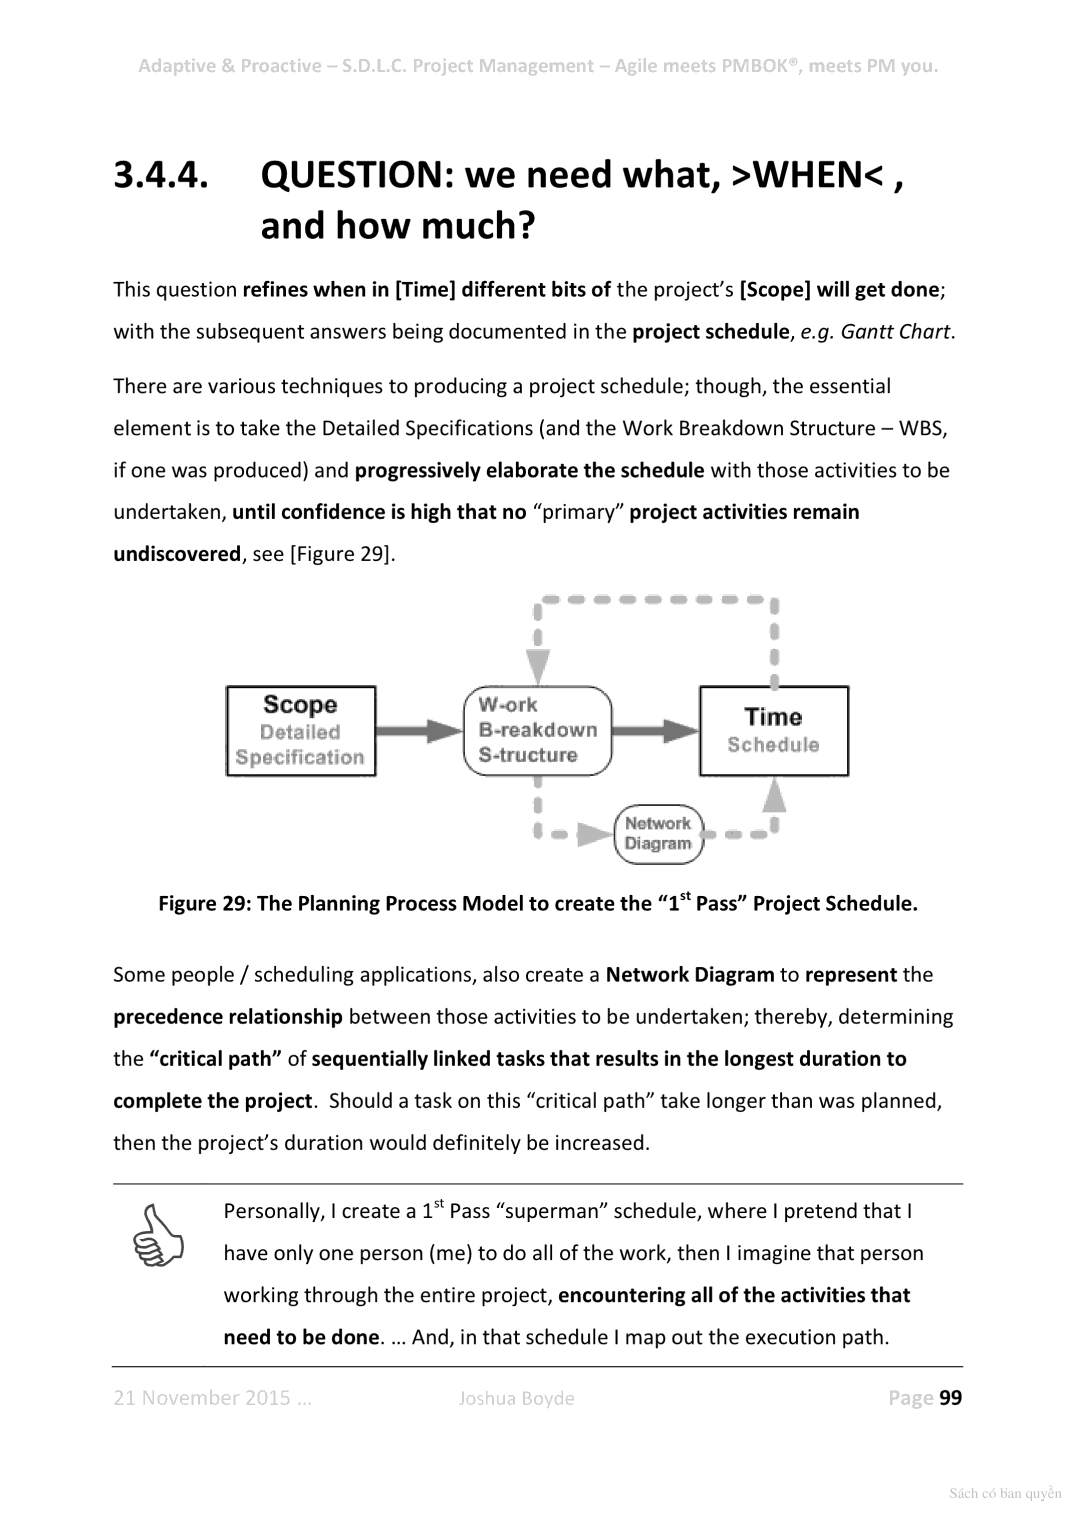 Adaptive & Proactive – S.D.L.C. Project Management – Agile meets PMBOK®, meets PM you.
3.4.4. QUESTION: we need what, >WHEN< ,
and how much?
This question refines when in [Time] different bits of the project’s [Scope] will get done;
with the subsequent answers being documented in the project schedule, e.g. Gantt Chart.
There are various techniques to producing a project schedule; though, the essential
element is to take the Detailed Specifications (and the Work Breakdown Structure – WBS,
if one was produced) and progressively elaborate the schedule with those activities to be
undertaken, until confidence is high that no “primary” project activities remain
undiscovered, see [Figure 29].
Scope
Detailed
Specification
W-ork
B-reakdown
S-tructure
Time
Schedule
Network
Diagram
Figure 29: The Planning Process Model to create the “1st Pass” Project Schedule.
Some people / scheduling applications, also create a Network Diagram to represent the
precedence relationship between those activities to be undertaken; thereby, determining
the “critical path” of sequentially linked tasks that results in the longest duration to
complete the project. Should a task on this “critical path” take longer than was planned,
then the project’s duration would definitely be increased.
Personally, I create a 1st Pass “superman” schedule, where I pretend that I
have only one person (me) to do all of the work, then I imagine that person
working through the entire project, encountering all of the activities that
need to be done. … And, in that schedule I map out the execution path.
21 November 2015 … Joshua Boyde Page 99
Sách có bản quyền